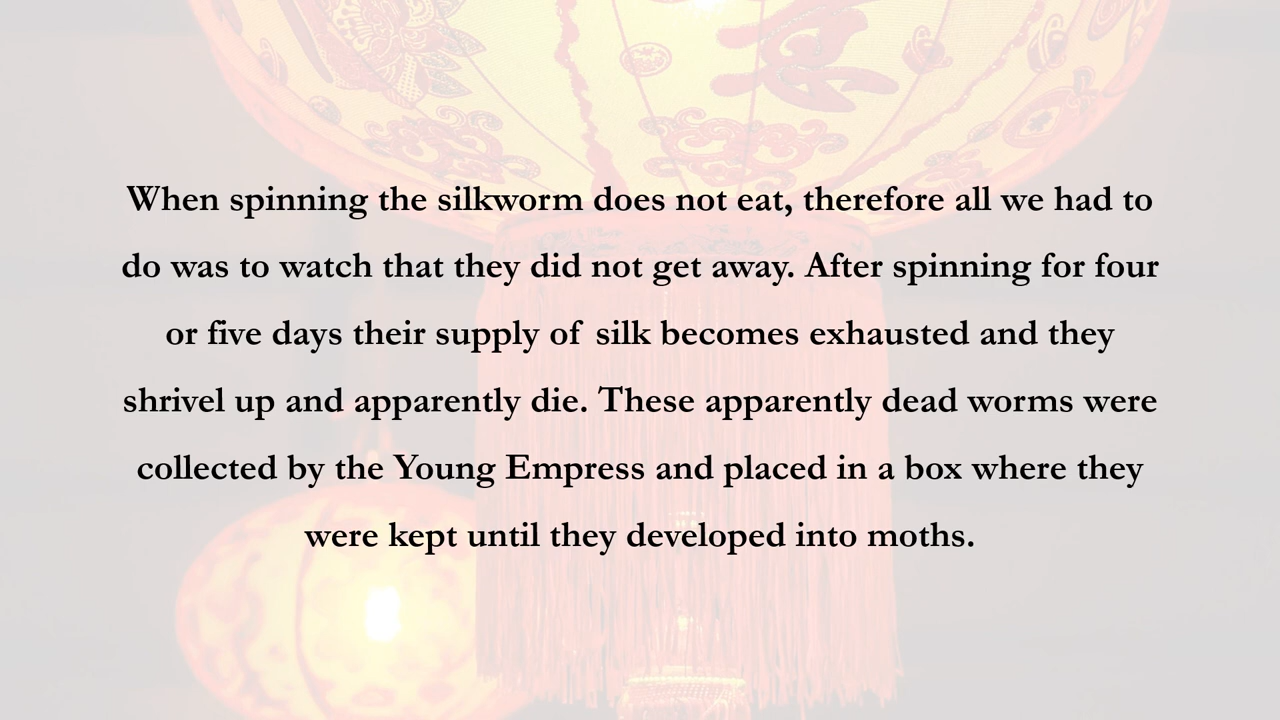 When spinning the silkworm does not eat, therefore all we had to
do was to watch that they did not get away. After spinning for four
or five days their supply of silk becomes exhausted and they
shrivel up and apparently die. These apparently dead worms were
collected by the Young Empress and placed in a box where they
were kept until they developed into moths.